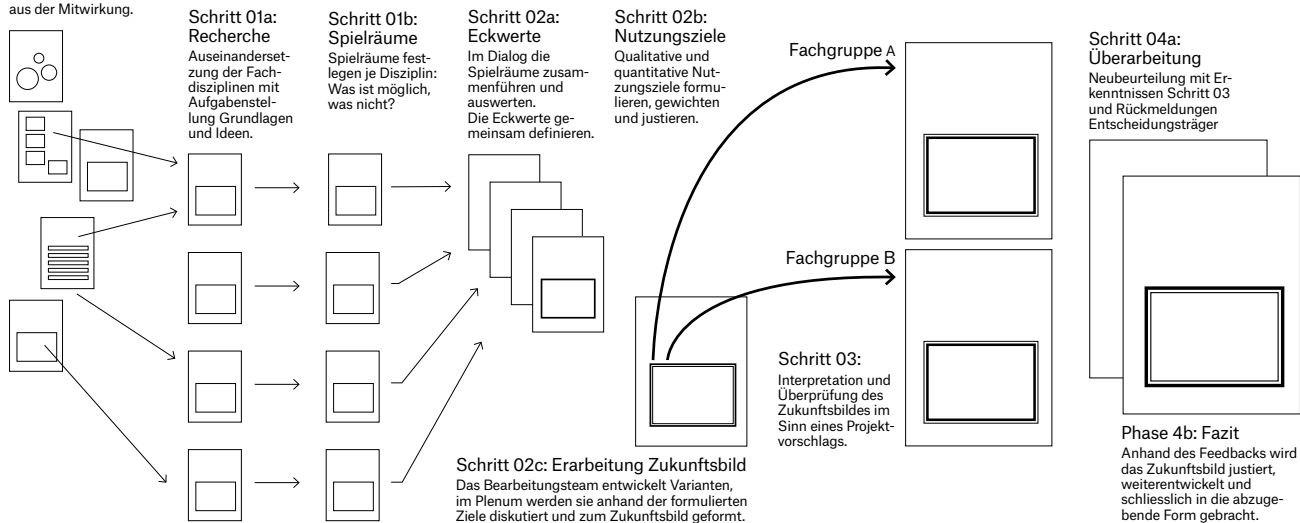 aus der Mitwirkung.
Schritt 01a:
Recherche
Auseinanderset-
zung der Fach-
disziplinen mit
Aufgabenstel-
lung Grundlagen
und Ideen.
Schritt 01b:
Spielräume
Spielräume fest-
legen je Disziplin:
Was ist möglich,
was nicht?
Schritt 02a:
Eckwerte
Im Dialog die
Spielräume zusam-
menführen und
auswerten.
Die Eckwerte ge-
meinsam definieren.
Schritt 02b:
Nutzungsziele
Qualitative und
quantitative Nut-
zungsziele formu-
lieren, gewichten
und justieren.
Fachgruppe A
Fachgruppe B
Schritt 02c: Erarbeitung Zukunftsbild
Das Bearbeitungsteam entwickelt Varianten,
im Plenum werden sie anhand der formulierten
Ziele diskutiert und zum Zukunftsbild geformt.
Schritt 03:
Interpretation und
Überprüfung des
Zukunftsbildes im
Sinn eines Projekt-
vorschlags.
Schritt 04a:
Überarbeitung
Neubeurteilung mit Er-
kenntnissen Schritt 03
und Rückmeldungen
Entscheidungsträger
Phase 4b: Fazit
Anhand des Feedbacks wird
das Zukunftsbild justiert,
weiterentwickelt und
schliesslich in die abzuge-
bende Form gebracht.